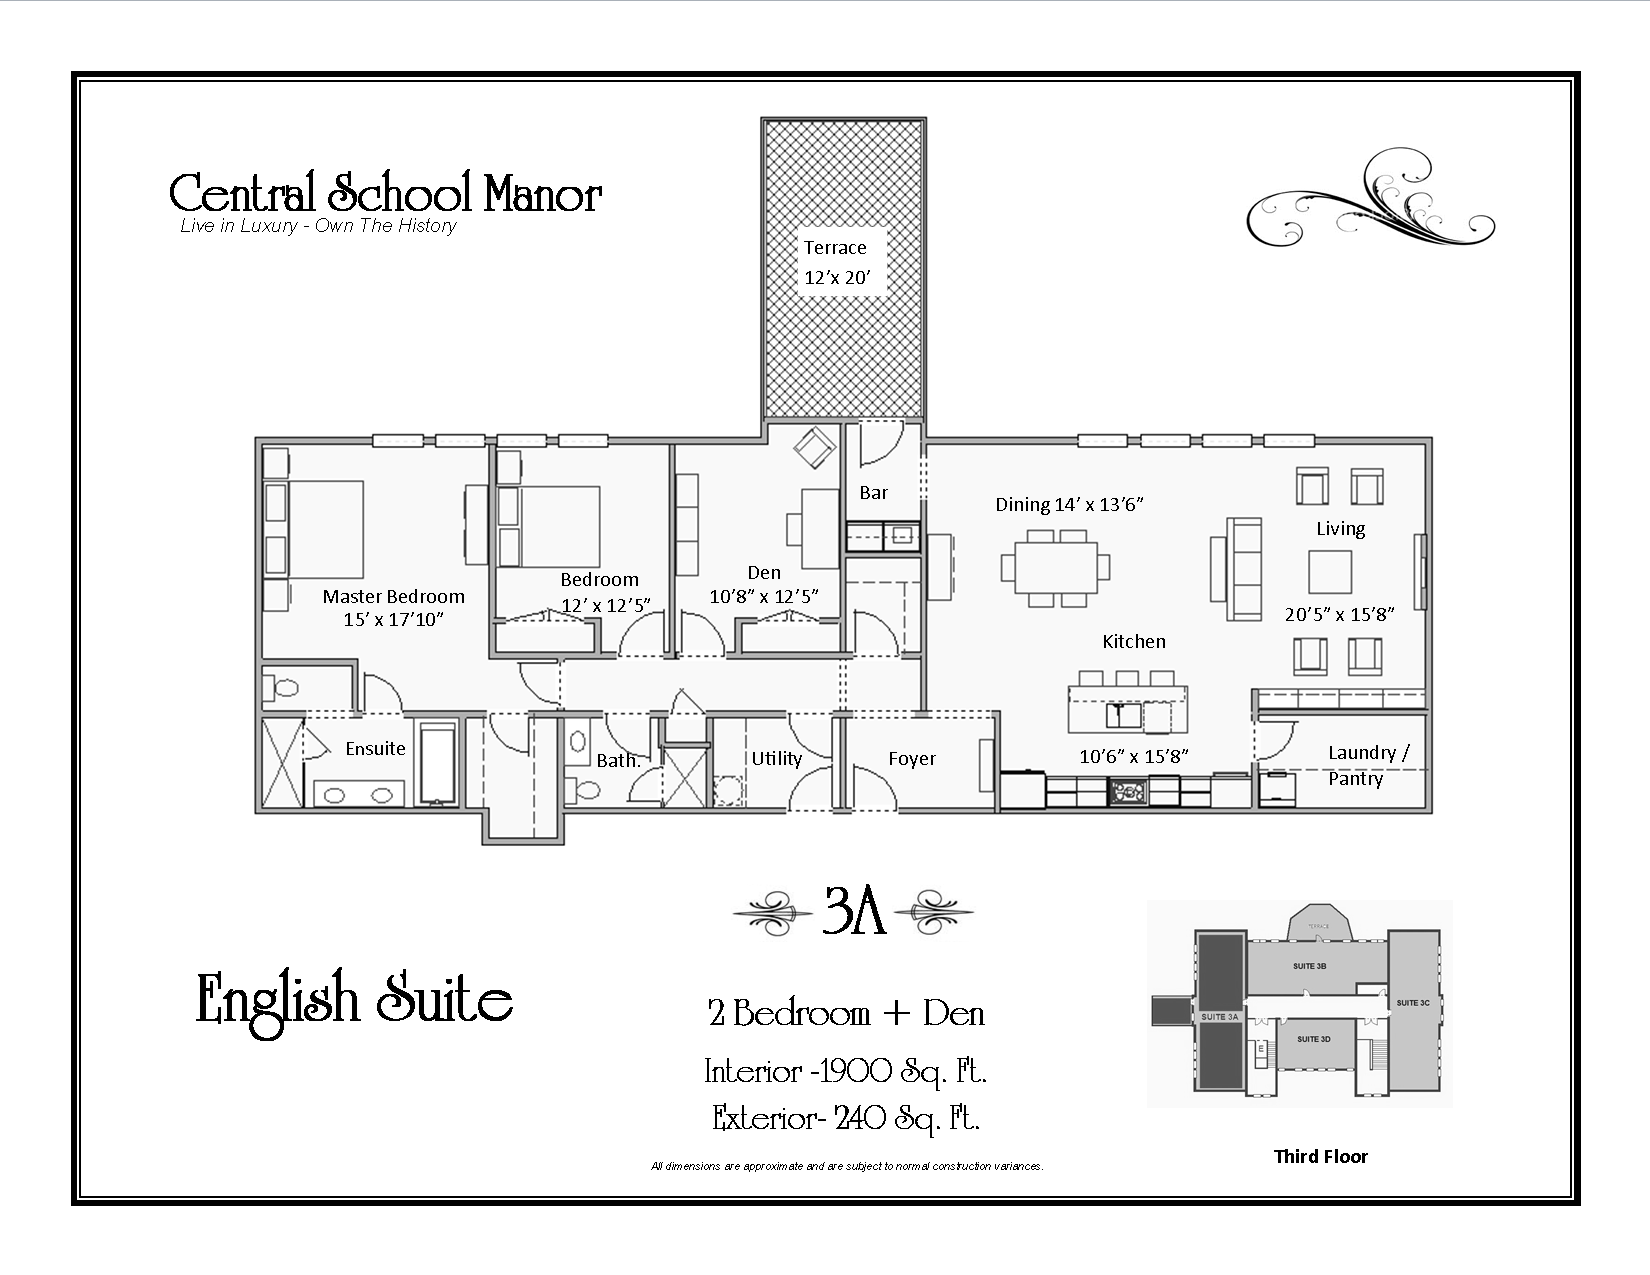 Central School Manor
Live in Luxury - Own The History
Terrace
12'x 20'
Bar
Dining 14' x 13'6"
Living
20'5" x 15'8"
Master Bedroom
15' x 17'10"
Bedroom
12' x 12'5"
Den
10'8" x 12'5"
Kitchen
10'6" x 15'8"
Ensuite
Bath.
Utility
Foyer
Laundry /
Pantry
3A
English Suite
2 Bedroom + Den
Interior -1900 Sq. Ft.
Exterior- 240 Sq. Ft.
All dimensions are approximate and are subject to normal construction variances.
TERRACE
SUITE 3B
SUITE 3C
SUITE 3A
SUITE 3D
Third Floor